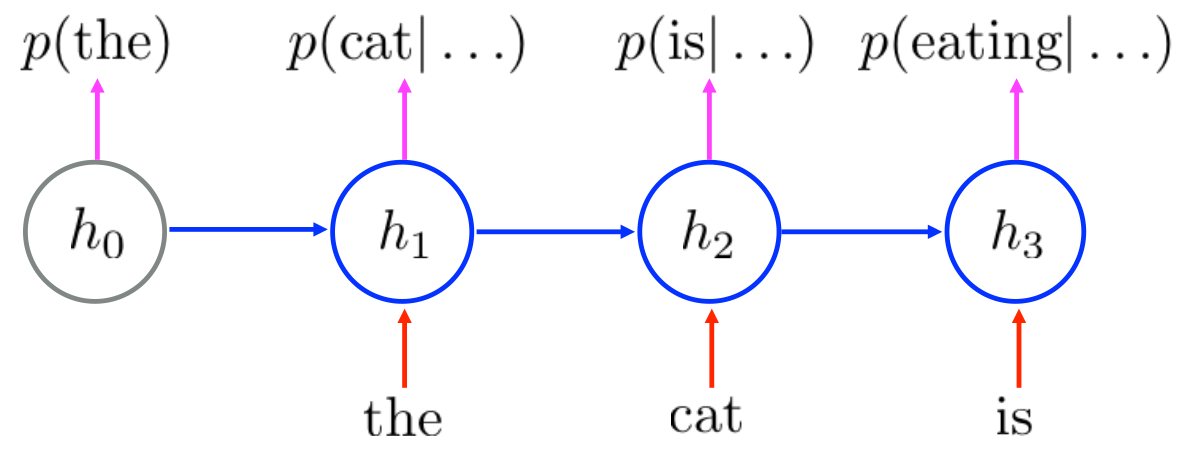 p(the) p(cat| ...) p(is| ...) p(eating| ...)
h₀ h₁ h₂ h₃
the cat is